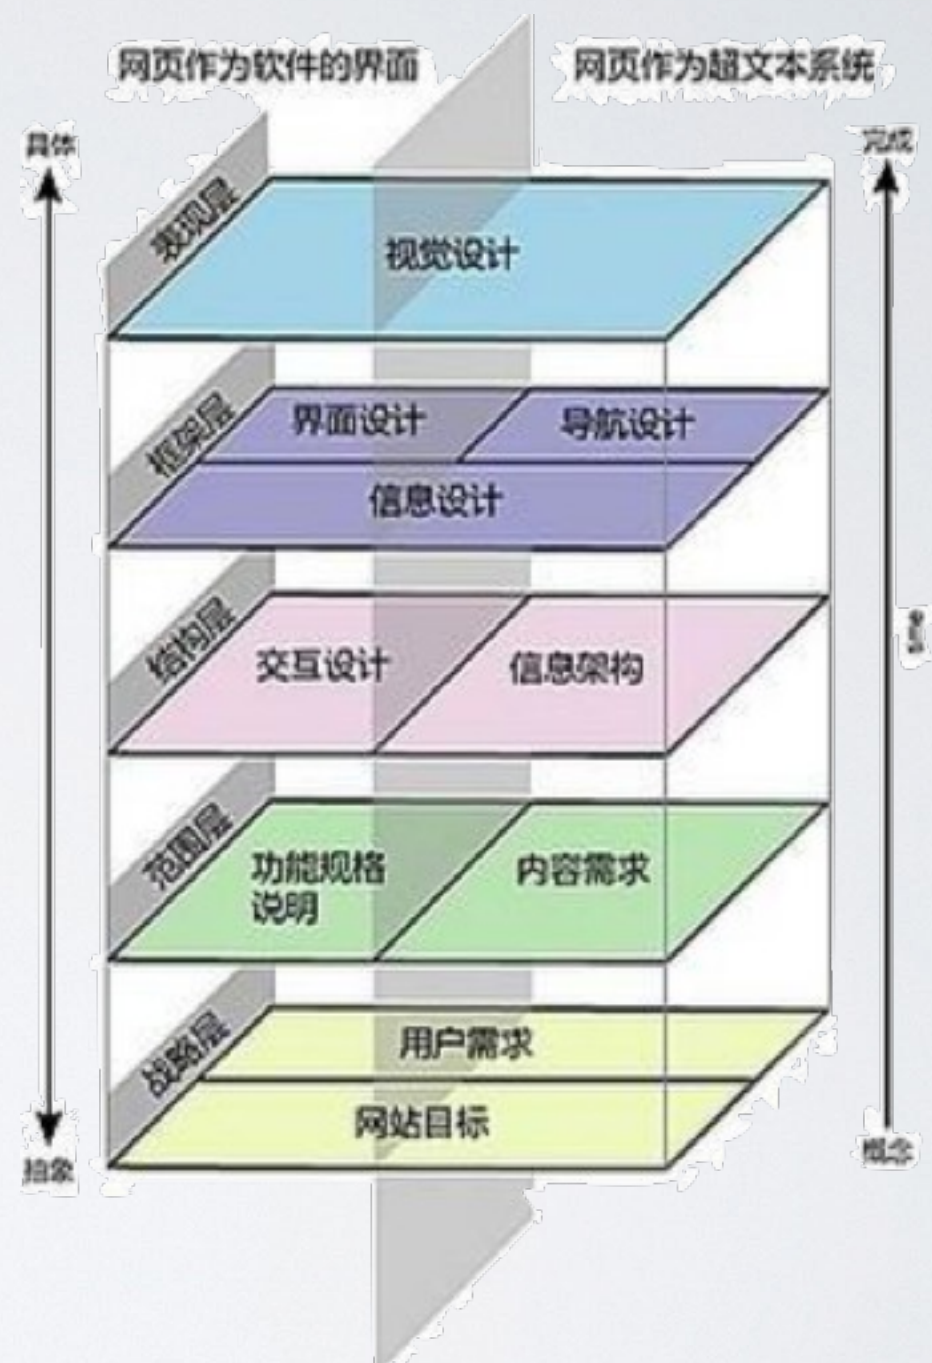 网页作为软件的界面
网页作为超文本系统
具体
完成
表现层
视觉设计
框架层
界面设计
导航设计
信息设计
结构层
交互设计
信息架构
time
范围层
功能规格
说明
内容需求
战略层
用户需求
网站目标
抽象
概念